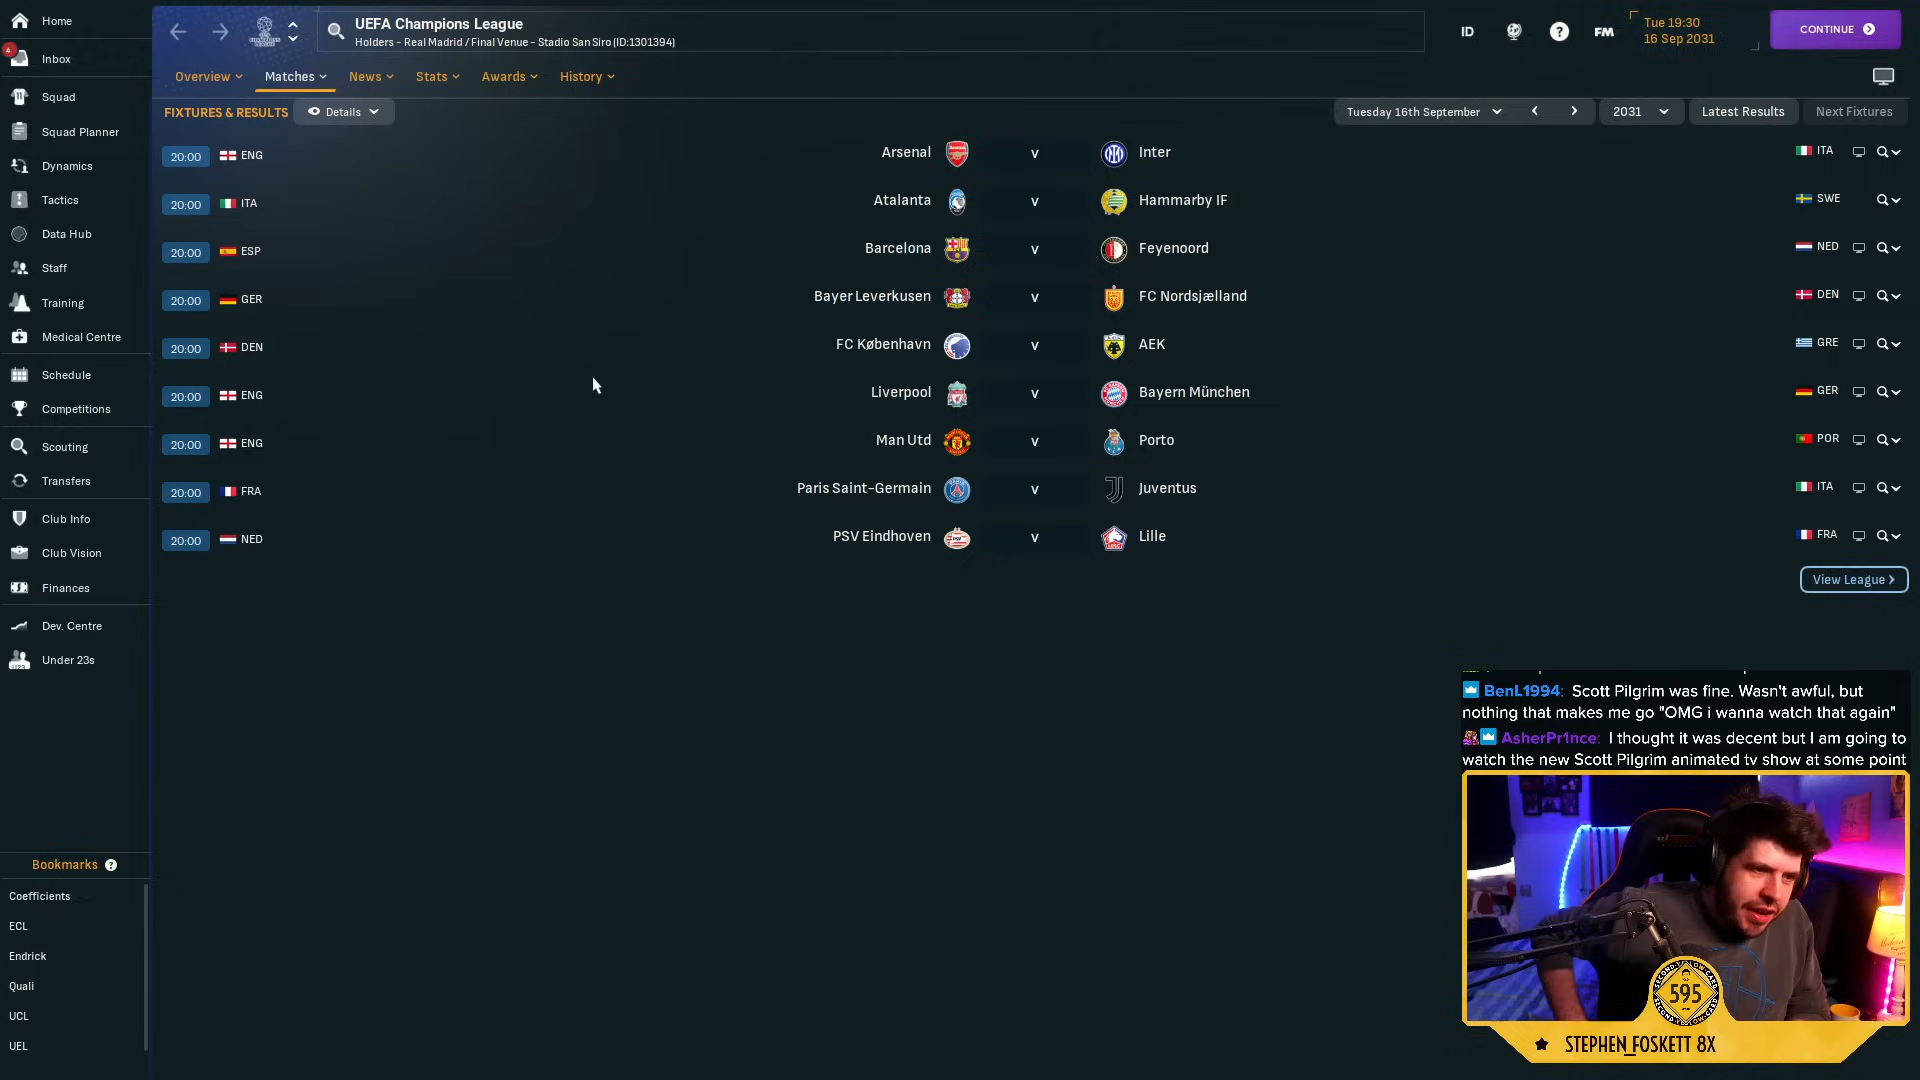 Home
UEFA Champions League
Holders - Real Madrid / Final Venue - Stadio San Siro (ID:1301394)
ID
?
FM
Tue 19:30
16 Sep 2031
CONTINUE
4
Inbox
Overview
Matches
News
Stats
Awards
History
FIXTURES & RESULTS
Details
Tuesday 16th September
2031
Latest Results
Next Fixtures
20:00 ENG Arsenal v Inter ITA
20:00 ITA Atalanta v Hammarby IF SWE
20:00 ESP Barcelona v Feyenoord NED
20:00 GER Bayer Leverkusen v FC Nordsjælland DEN
20:00 DEN FC København v AEK GRE
20:00 ENG Liverpool v Bayern München GER
20:00 ENG Man Utd v Porto POR
20:00 FRA Paris Saint-Germain v Juventus ITA
20:00 NED PSV Eindhoven v Lille FRA
View League >
Squad
Squad Planner
Dynamics
Tactics
Data Hub
Staff
Training
Medical Centre
Schedule
Competitions
Scouting
Transfers
Club Info
Club Vision
Finances
Dev. Centre
Under 23s
Bookmarks ?
Coefficients
ECL
Endrick
Quali
UCL
UEL
BenL1994: Scott Pilgrim was fine. Wasn't awful, but
nothing that makes me go "OMG i wanna watch that again"
AsherPr1nce: I thought it was decent but I am going to
watch the new Scott Pilgrim animated tv show at some point
595
STEPHEN_FOSKETT 8X